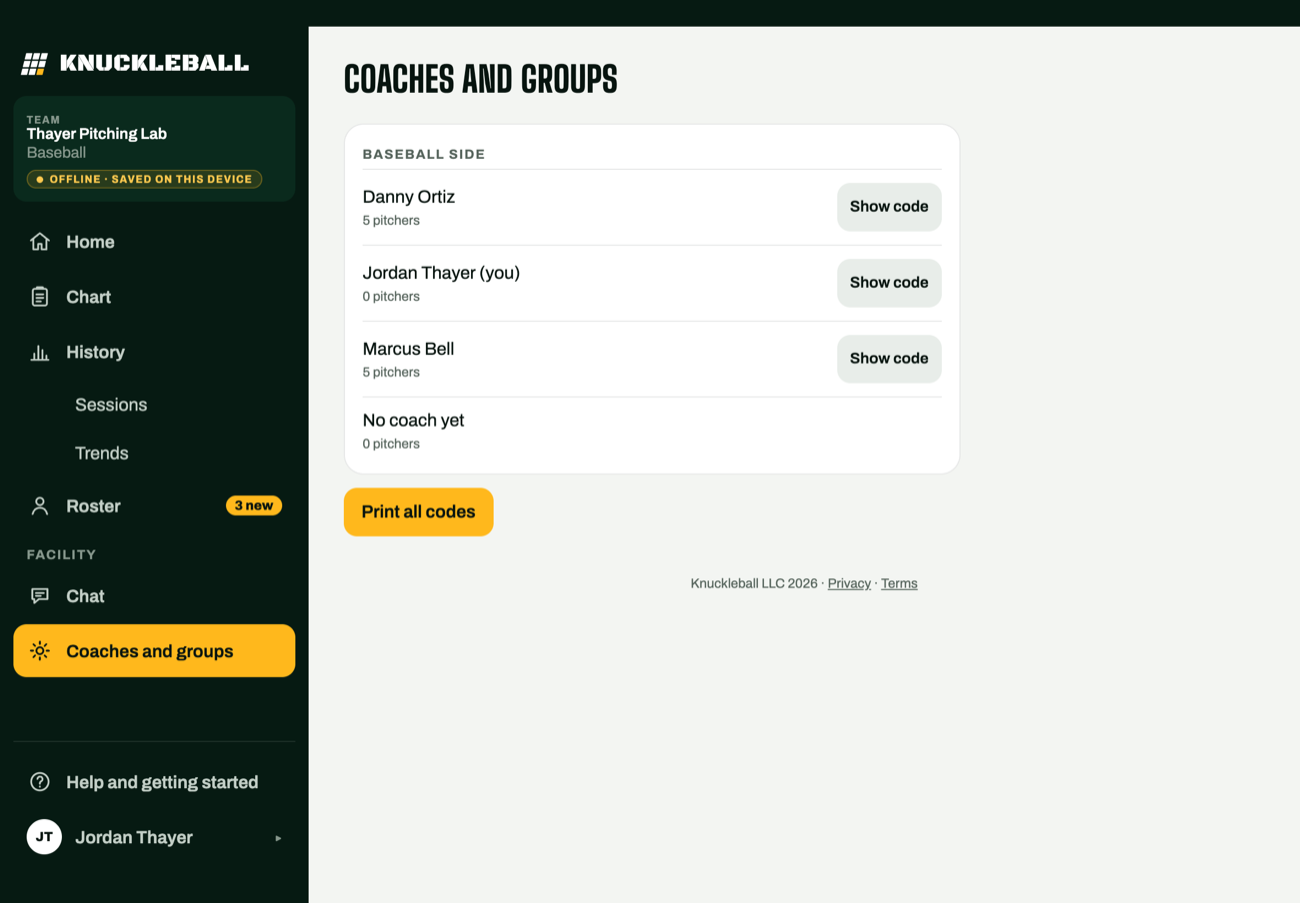 KNUCKLEBALL
TEAM
Thayer Pitching Lab
Baseball
OFFLINE · SAVED ON THIS DEVICE
Home
Chart
History
Sessions
Trends
Roster
3 new
FACILITY
Chat
Coaches and groups
Help and getting started
JT
Jordan Thayer
COACHES AND GROUPS
BASEBALL SIDE
Danny Ortiz
5 pitchers
Show code
Jordan Thayer (you)
0 pitchers
Show code
Marcus Bell
5 pitchers
Show code
No coach yet
0 pitchers
Print all codes
Knuckleball LLC 2026 · Privacy · Terms